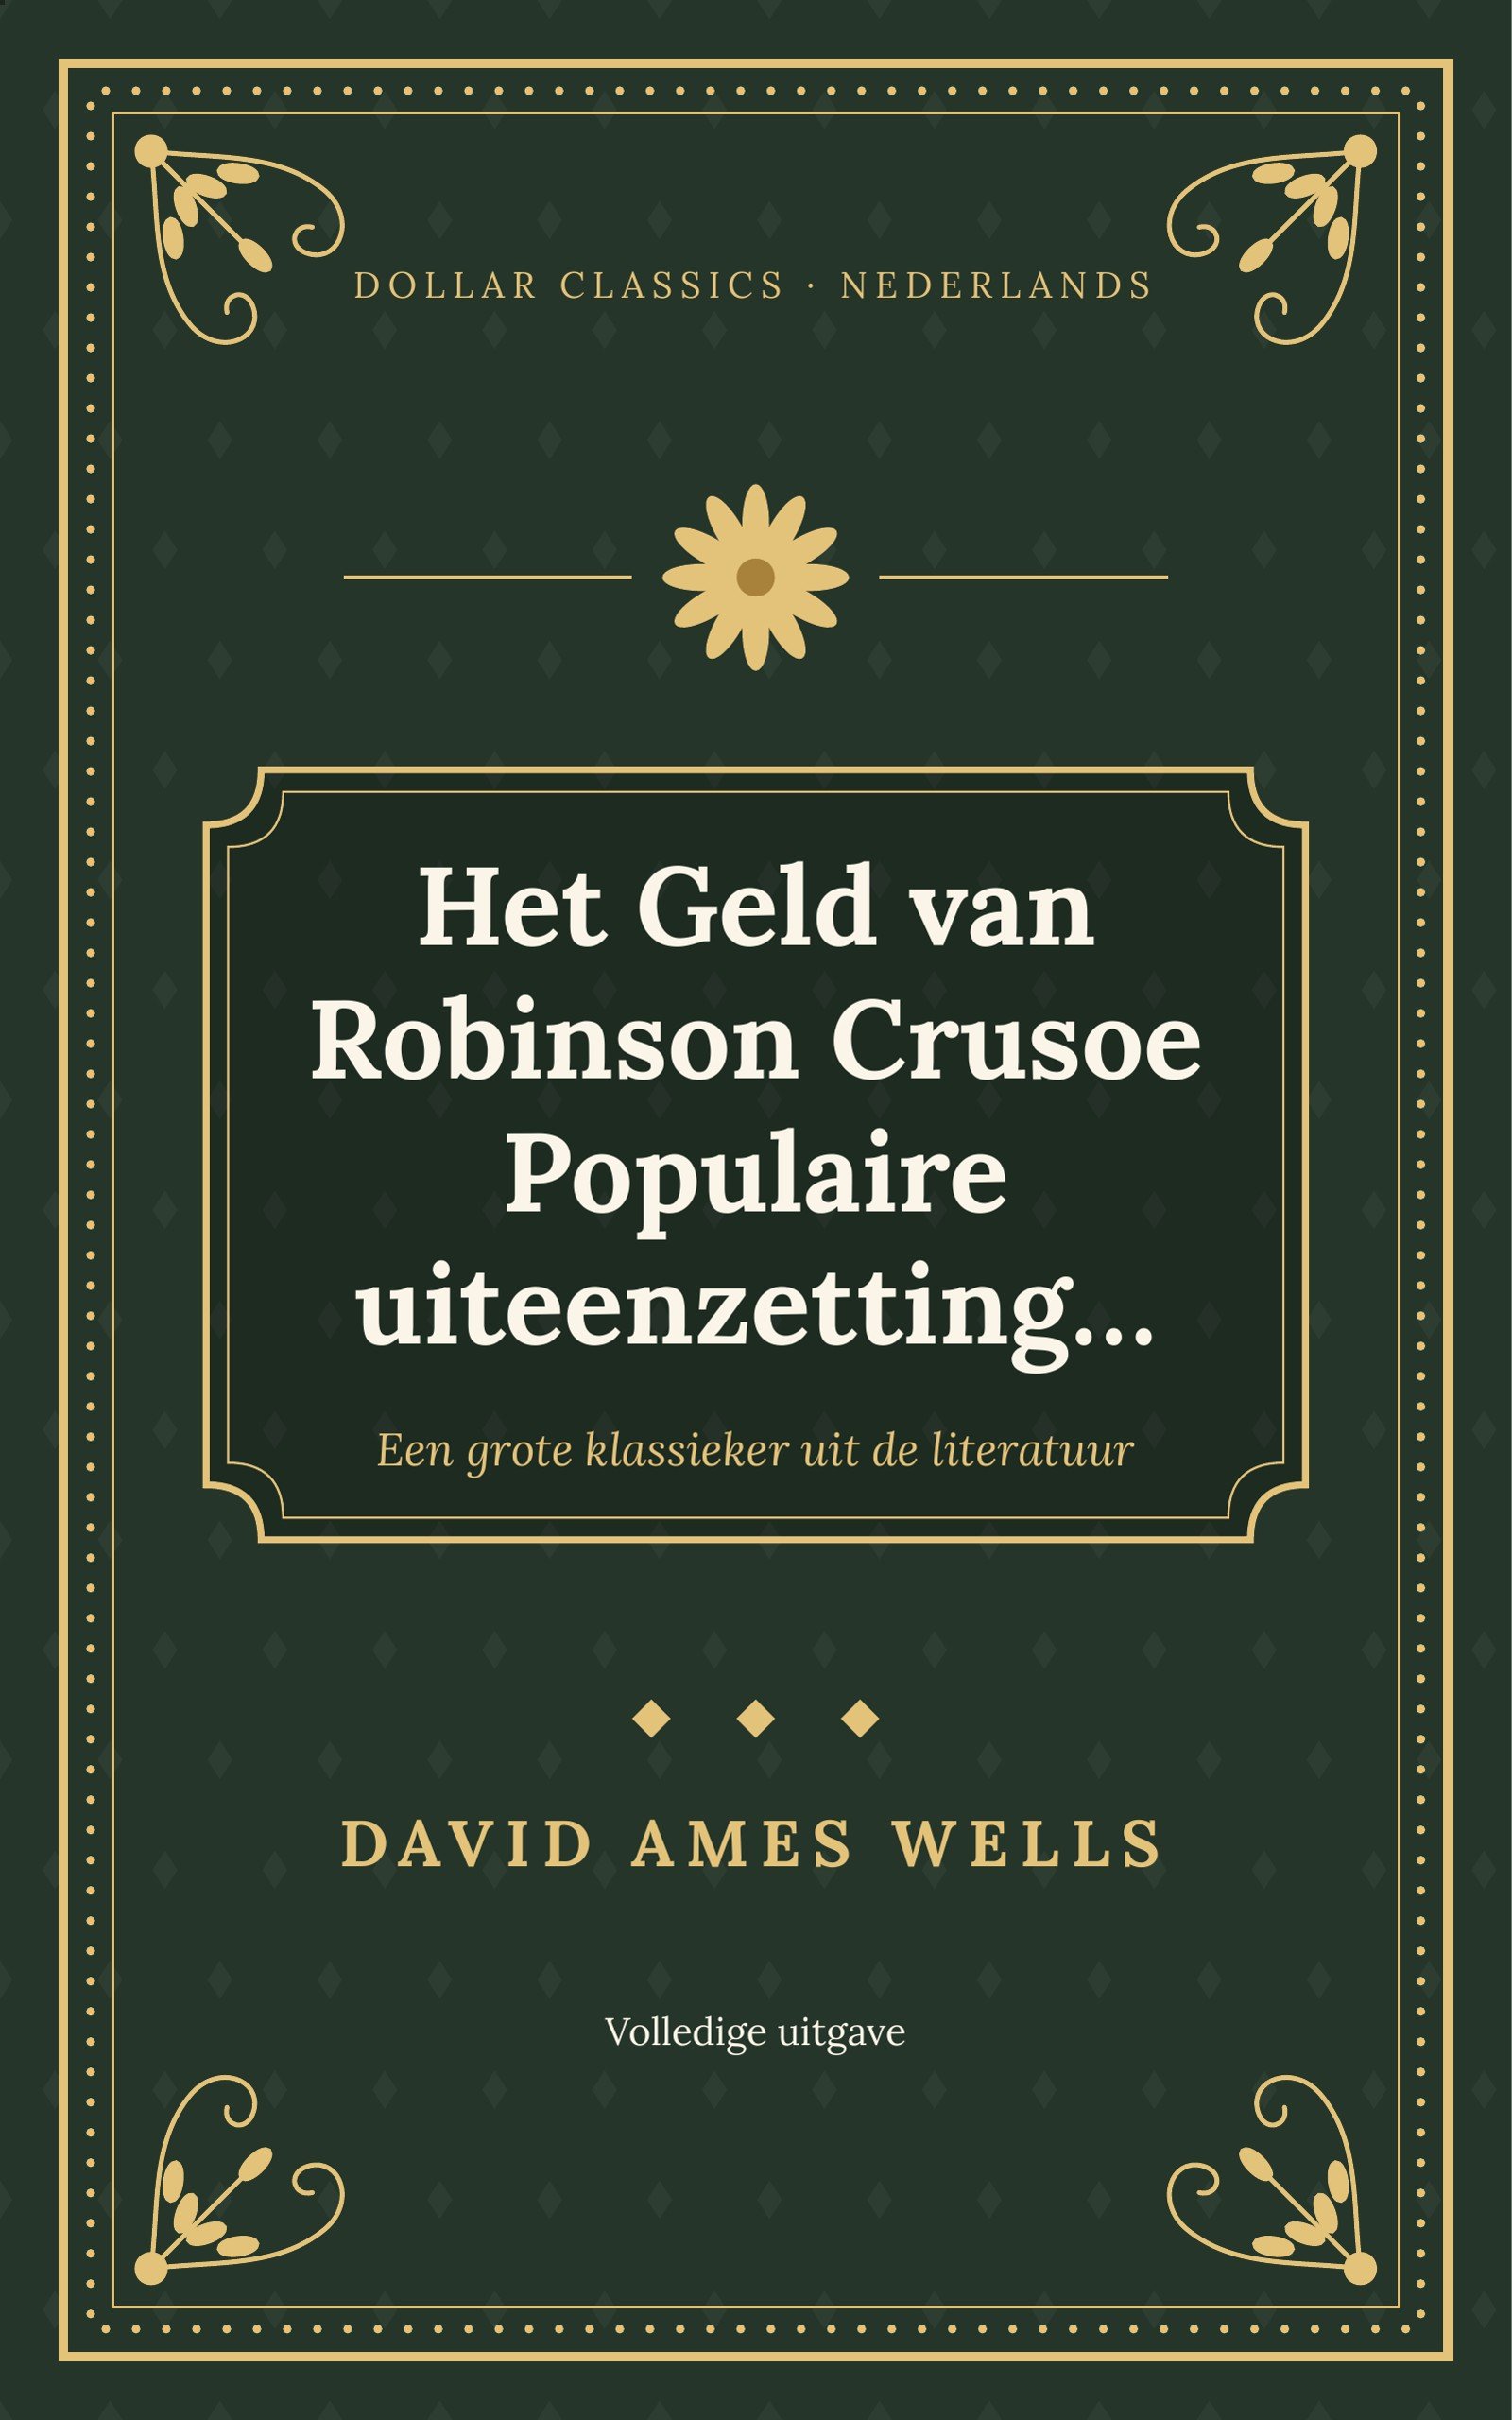 DOLLAR CLASSICS · NEDERLANDS
Het Geld van
Robinson Crusoe
Populaire
uiteenzetting...
Een grote klassieker uit de literatuur
DAVID AMES WELLS
Volledige uitgave